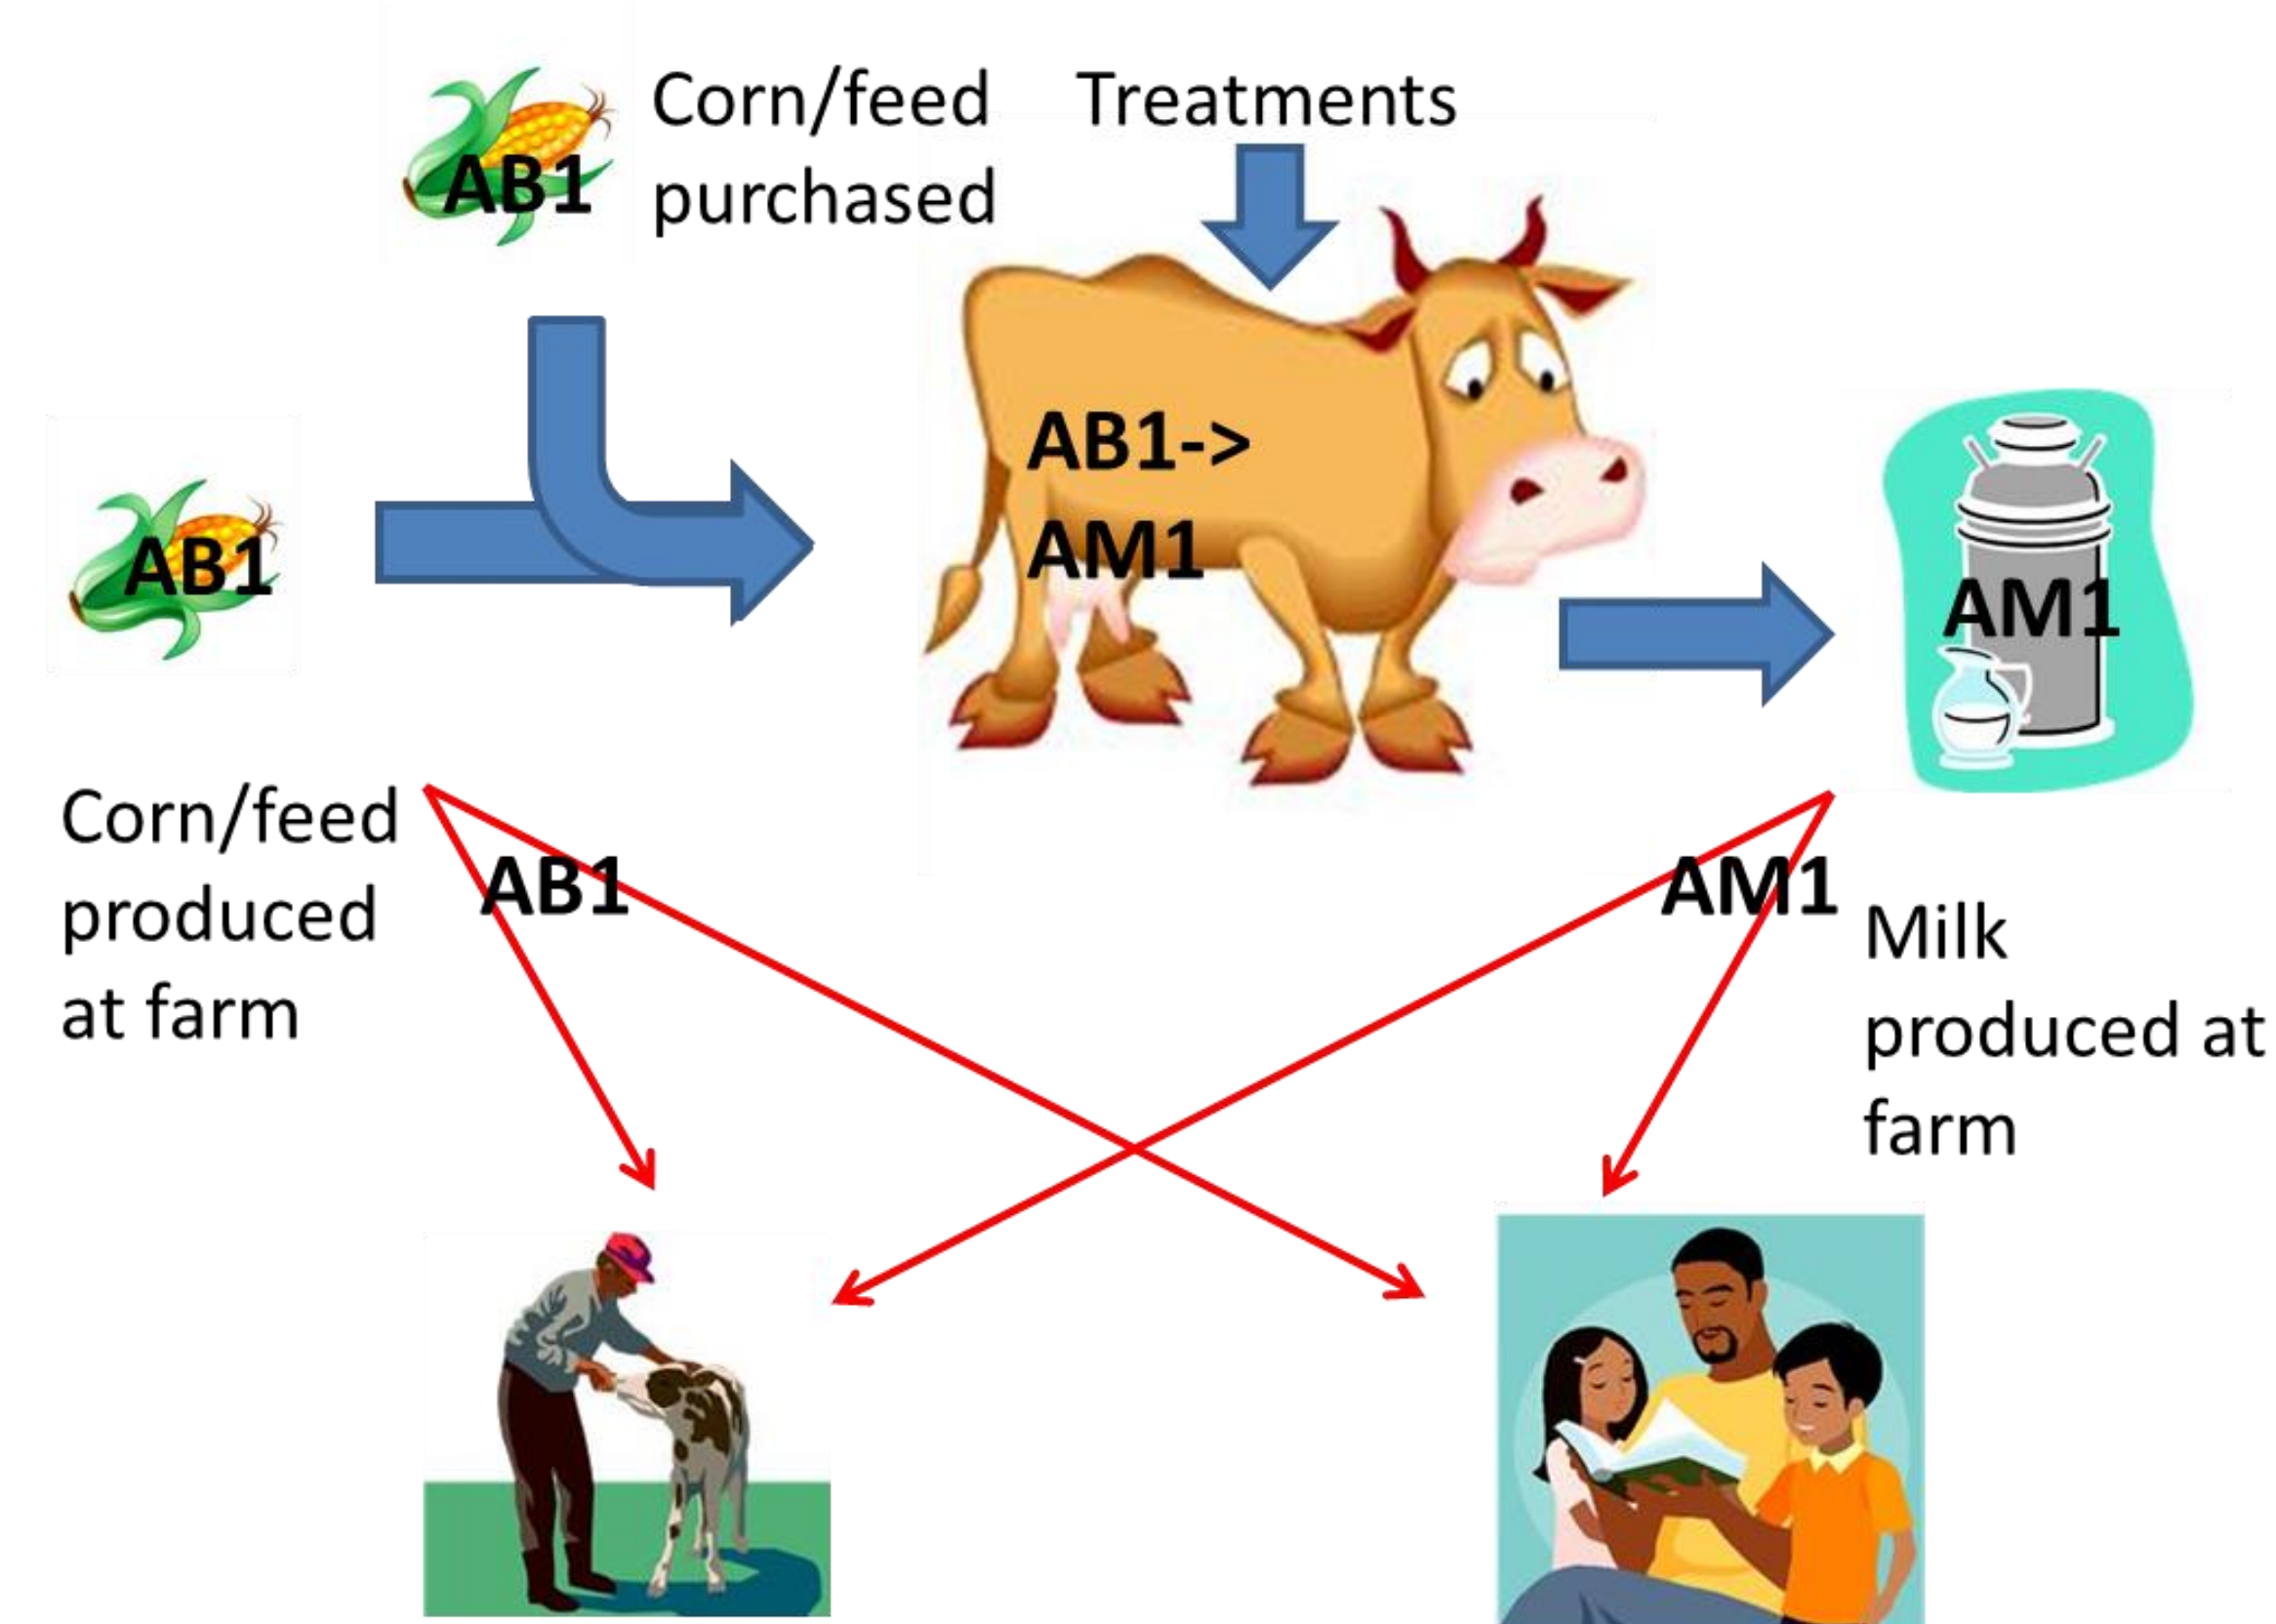 Corn/feed
purchased
Treatments
AB1
AB1
AB1->
AM1
AM1
Corn/feed
produced
at farm
AB1
AM1
Milk
produced at
farm